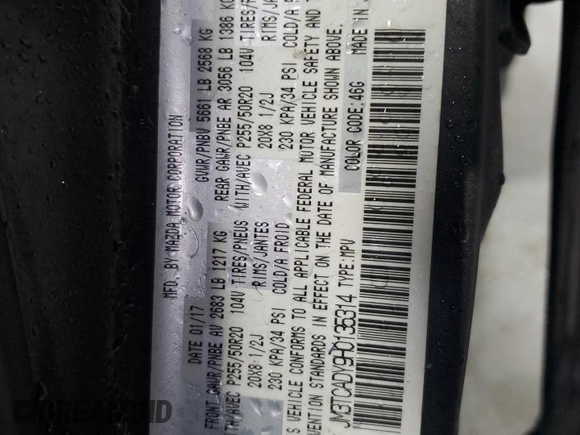 MFD. BY MAZDA MOTOR CORPORATION
DATE 01/17 GVWR/PNBV 5661 LB 2568 KG
FRONT GAWR/PNBE AV 2683 LB 1217 KG REAR GAWR/PNBE AR 3056 LB 1386 KG
WITH/AVEC P255/50R20 104V TIRES/PNEUS WITH/AVEC P255/50R20 104V TIRES/
20X8 1/2J RIMS/JANTES 20X8 1/2J RIMS/
230 KPA/34 PSI COLD/A FROID 230 KPA/34 PSI COLD/A
VEHICLE CONFORMS TO ALL APPLICABLE FEDERAL MOTOR VEHICLE SAFETY AND
STANDARDS IN EFFECT ON THE DATE OF MANUFACTURE SHOWN ABOVE.
JM3TCADY9H0135314 TYPE:MPV COLOR CODE:46G MADE IN